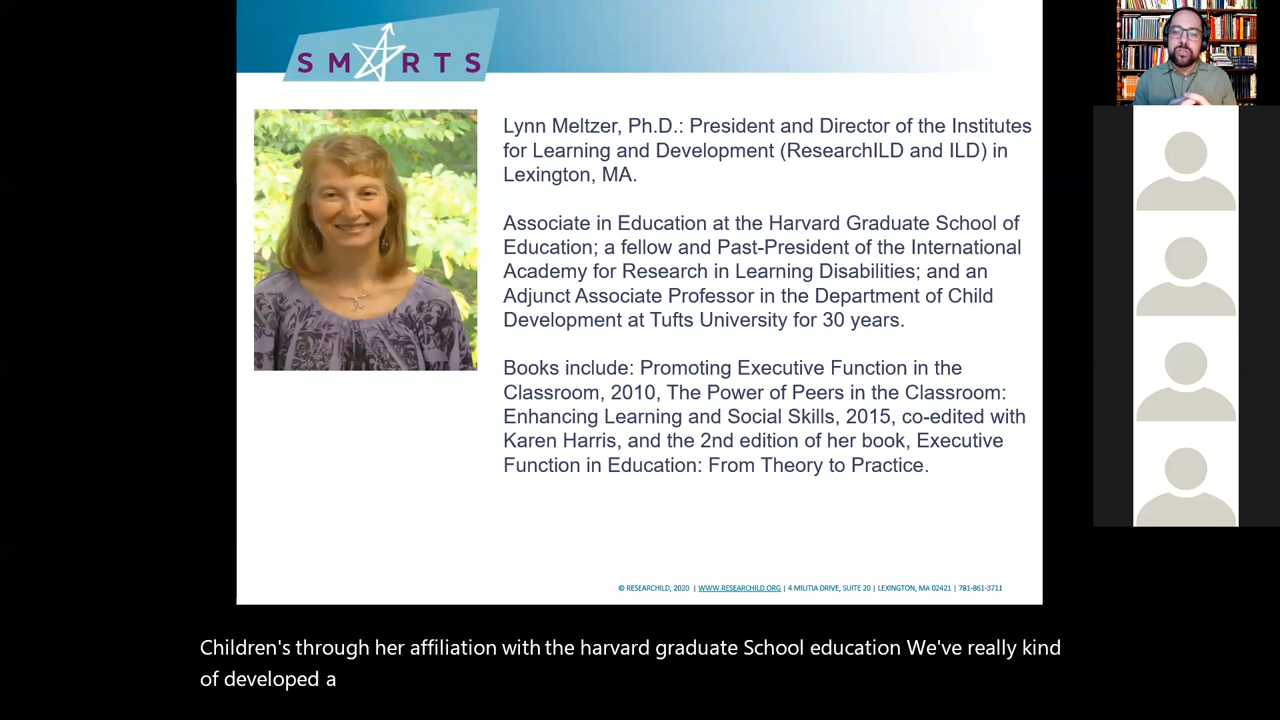 SMARTS
Lynn Meltzer, Ph.D.: President and Director of the Institutes
for Learning and Development (ResearchILD and ILD) in
Lexington, MA.
Associate in Education at the Harvard Graduate School of
Education; a fellow and Past-President of the International
Academy for Research in Learning Disabilities; and an
Adjunct Associate Professor in the Department of Child
Development at Tufts University for 30 years.
Books include: Promoting Executive Function in the
Classroom, 2010, The Power of Peers in the Classroom:
Enhancing Learning and Social Skills, 2015, co-edited with
Karen Harris, and the 2nd edition of her book, Executive
Function in Education: From Theory to Practice.
© RESEARCHILD, 2020 | WWW.RESEARCHILD.ORG | 4 MILITIA DRIVE, SUITE 20 | LEXINGTON, MA 02421 | 781-861-3711
Children's through her affiliation with the harvard graduate School education We've really kind
of developed a